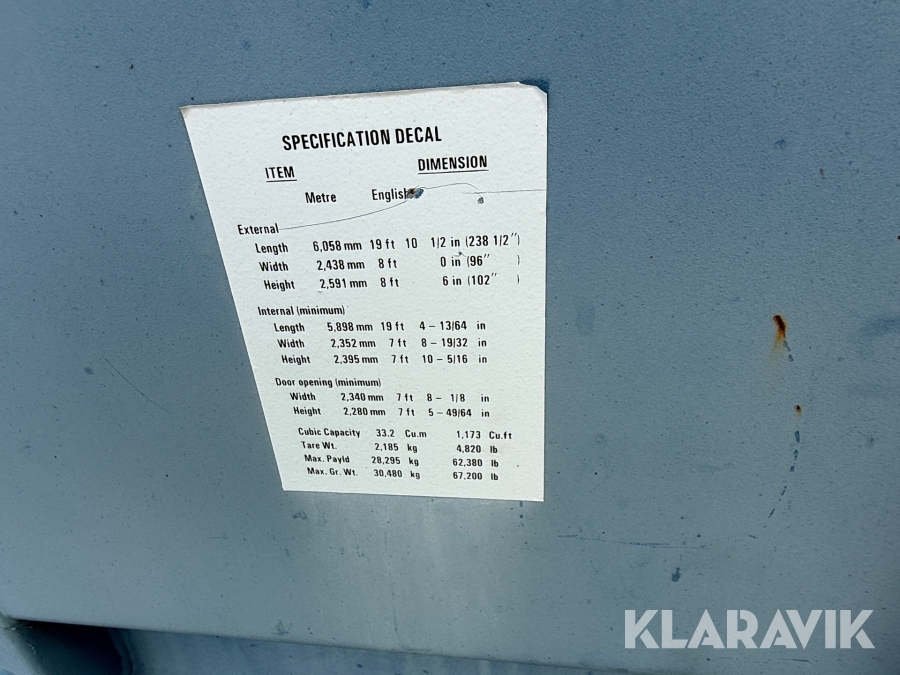 SPECIFICATION DECAL
ITEM DIMENSION
Metre English
External
Length 6,058 mm 19 ft 10 1/2 in (238 1/2")
Width 2,438 mm 8 ft 0 in (96" )
Height 2,591 mm 8 ft 6 in (102" )
Internal (minimum)
Length 5,898 mm 19 ft 4 - 13/64 in
Width 2,352 mm 7 ft 8 - 19/32 in
Height 2,395 mm 7 ft 10 - 5/16 in
Door opening (minimum)
Width 2,340 mm 7 ft 8 - 1/8 in
Height 2,280 mm 7 ft 5 - 49/64 in
Cubic Capacity 33.2 Cu.m 1,173 Cu.ft
Tare Wt. 2,185 kg 4,820 lb
Max. Payld 28,295 kg 62,380 lb
Max. Gr. Wt. 30,480 kg 67,200 lb
KLARAVIK